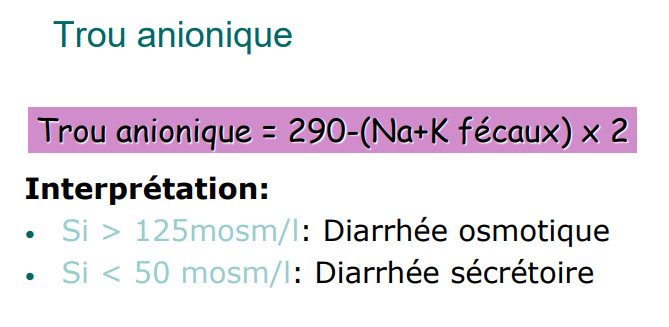 Trou anionique
Trou anionique = 290-(Na+K fécaux) x 2
Interprétation:
• Si > 125mosm/l: Diarrhée osmotique
• Si < 50 mosm/l: Diarrhée sécrétoire